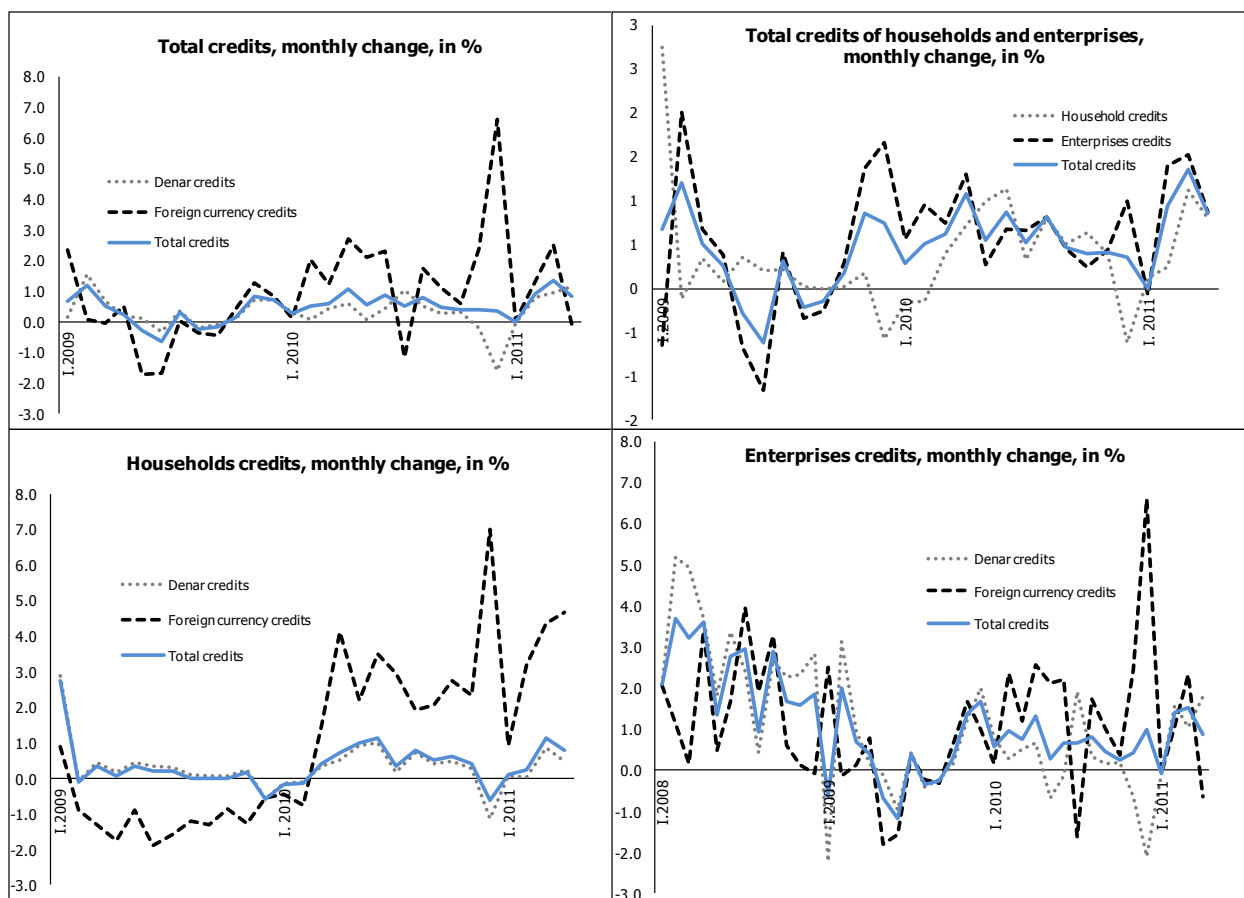 Total credits, monthly change, in %
8.0
7.0
6.0
5.0
4.0
3.0
2.0
1.0
0.0
-1.0
-2.0
-3.0
Denar credits
Foreign currency credits
Total credits
I.2009
I. 2010
I. 2011
Total credits of households and enterprises,
monthly change, in %
3
3
2
2
1
1
0
-1
-1
-2
Household credits
Enterprises credits
Total credits
I.2009
I. 2010
I. 2011
Households credits, monthly change, in %
8.0
7.0
6.0
5.0
4.0
3.0
2.0
1.0
0.0
-1.0
-2.0
-3.0
Denar credits
Foreign currency credits
Total credits
I.2009
I. 2010
I. 2011
Enterprises credits, monthly change, in %
8.0
7.0
6.0
5.0
4.0
3.0
2.0
1.0
0.0
-1.0
-2.0
-3.0
Denar credits
Foreign currency credits
Total credits
I.2008
I.2009
I. 2010
I. 2011